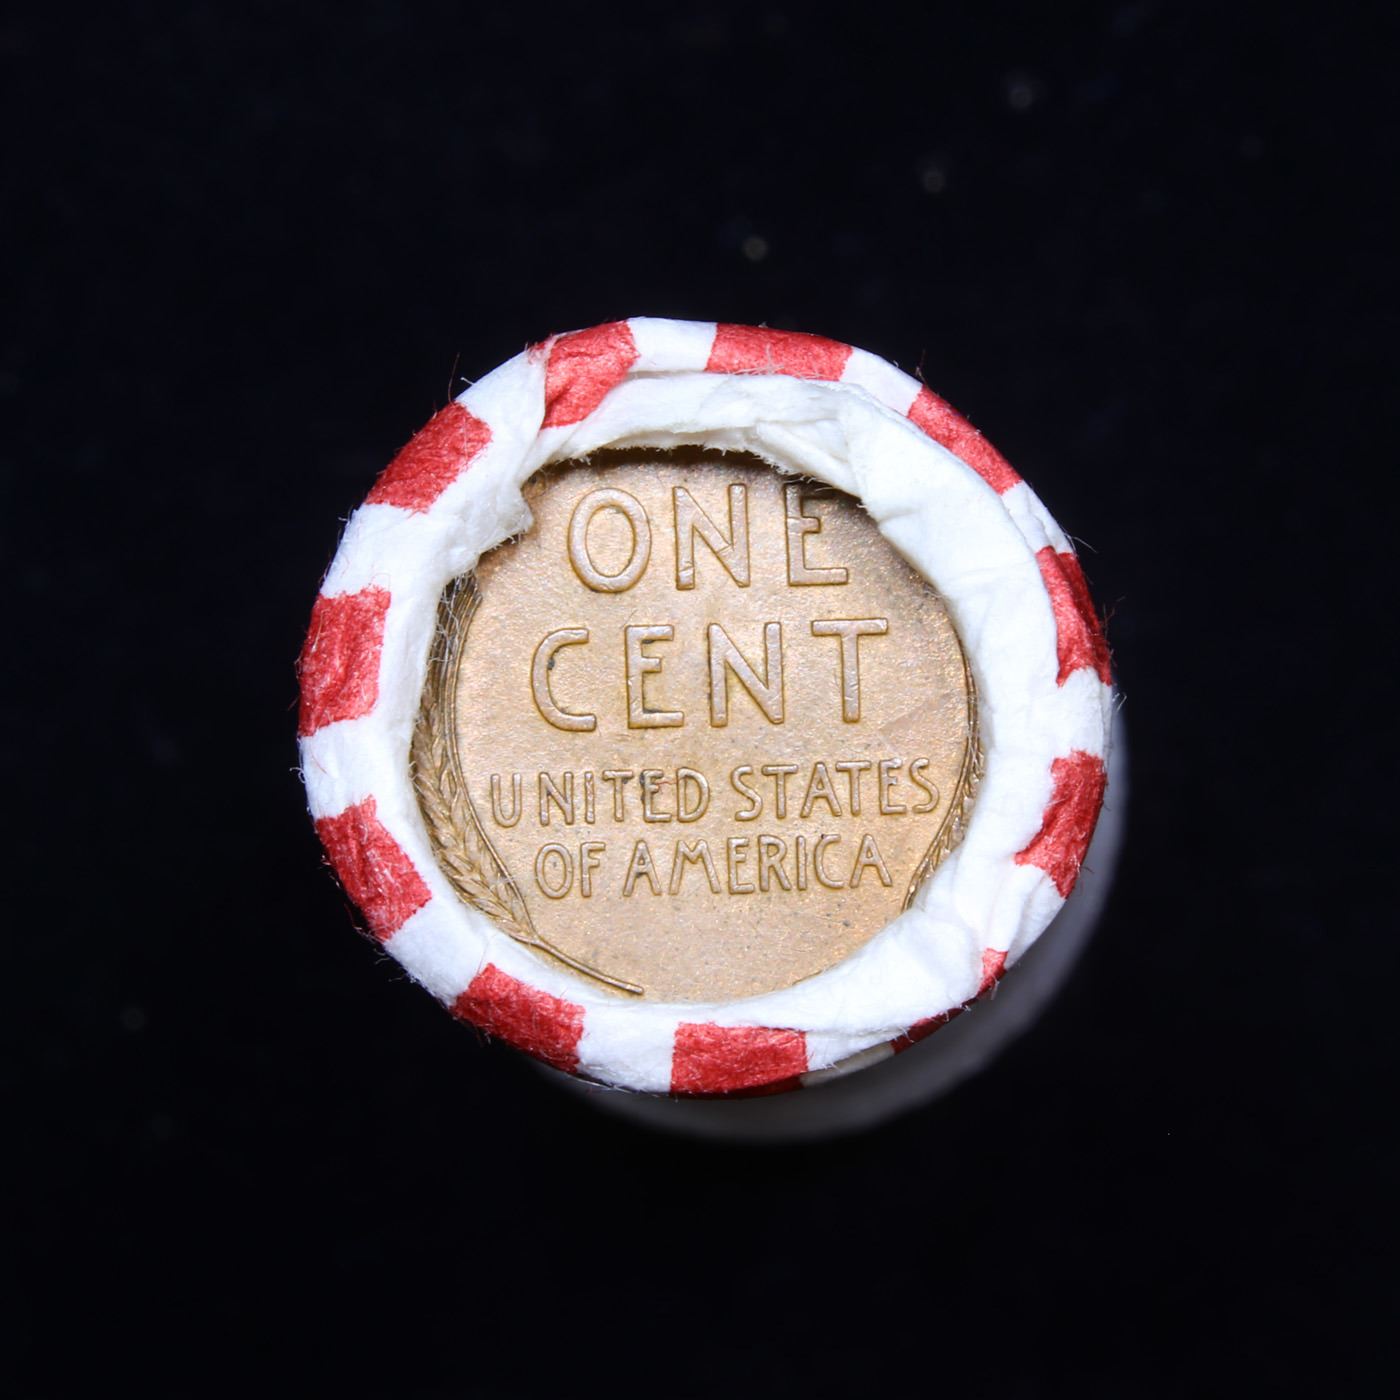 ONE
CENT
UNITED STATES
OF AMERICA